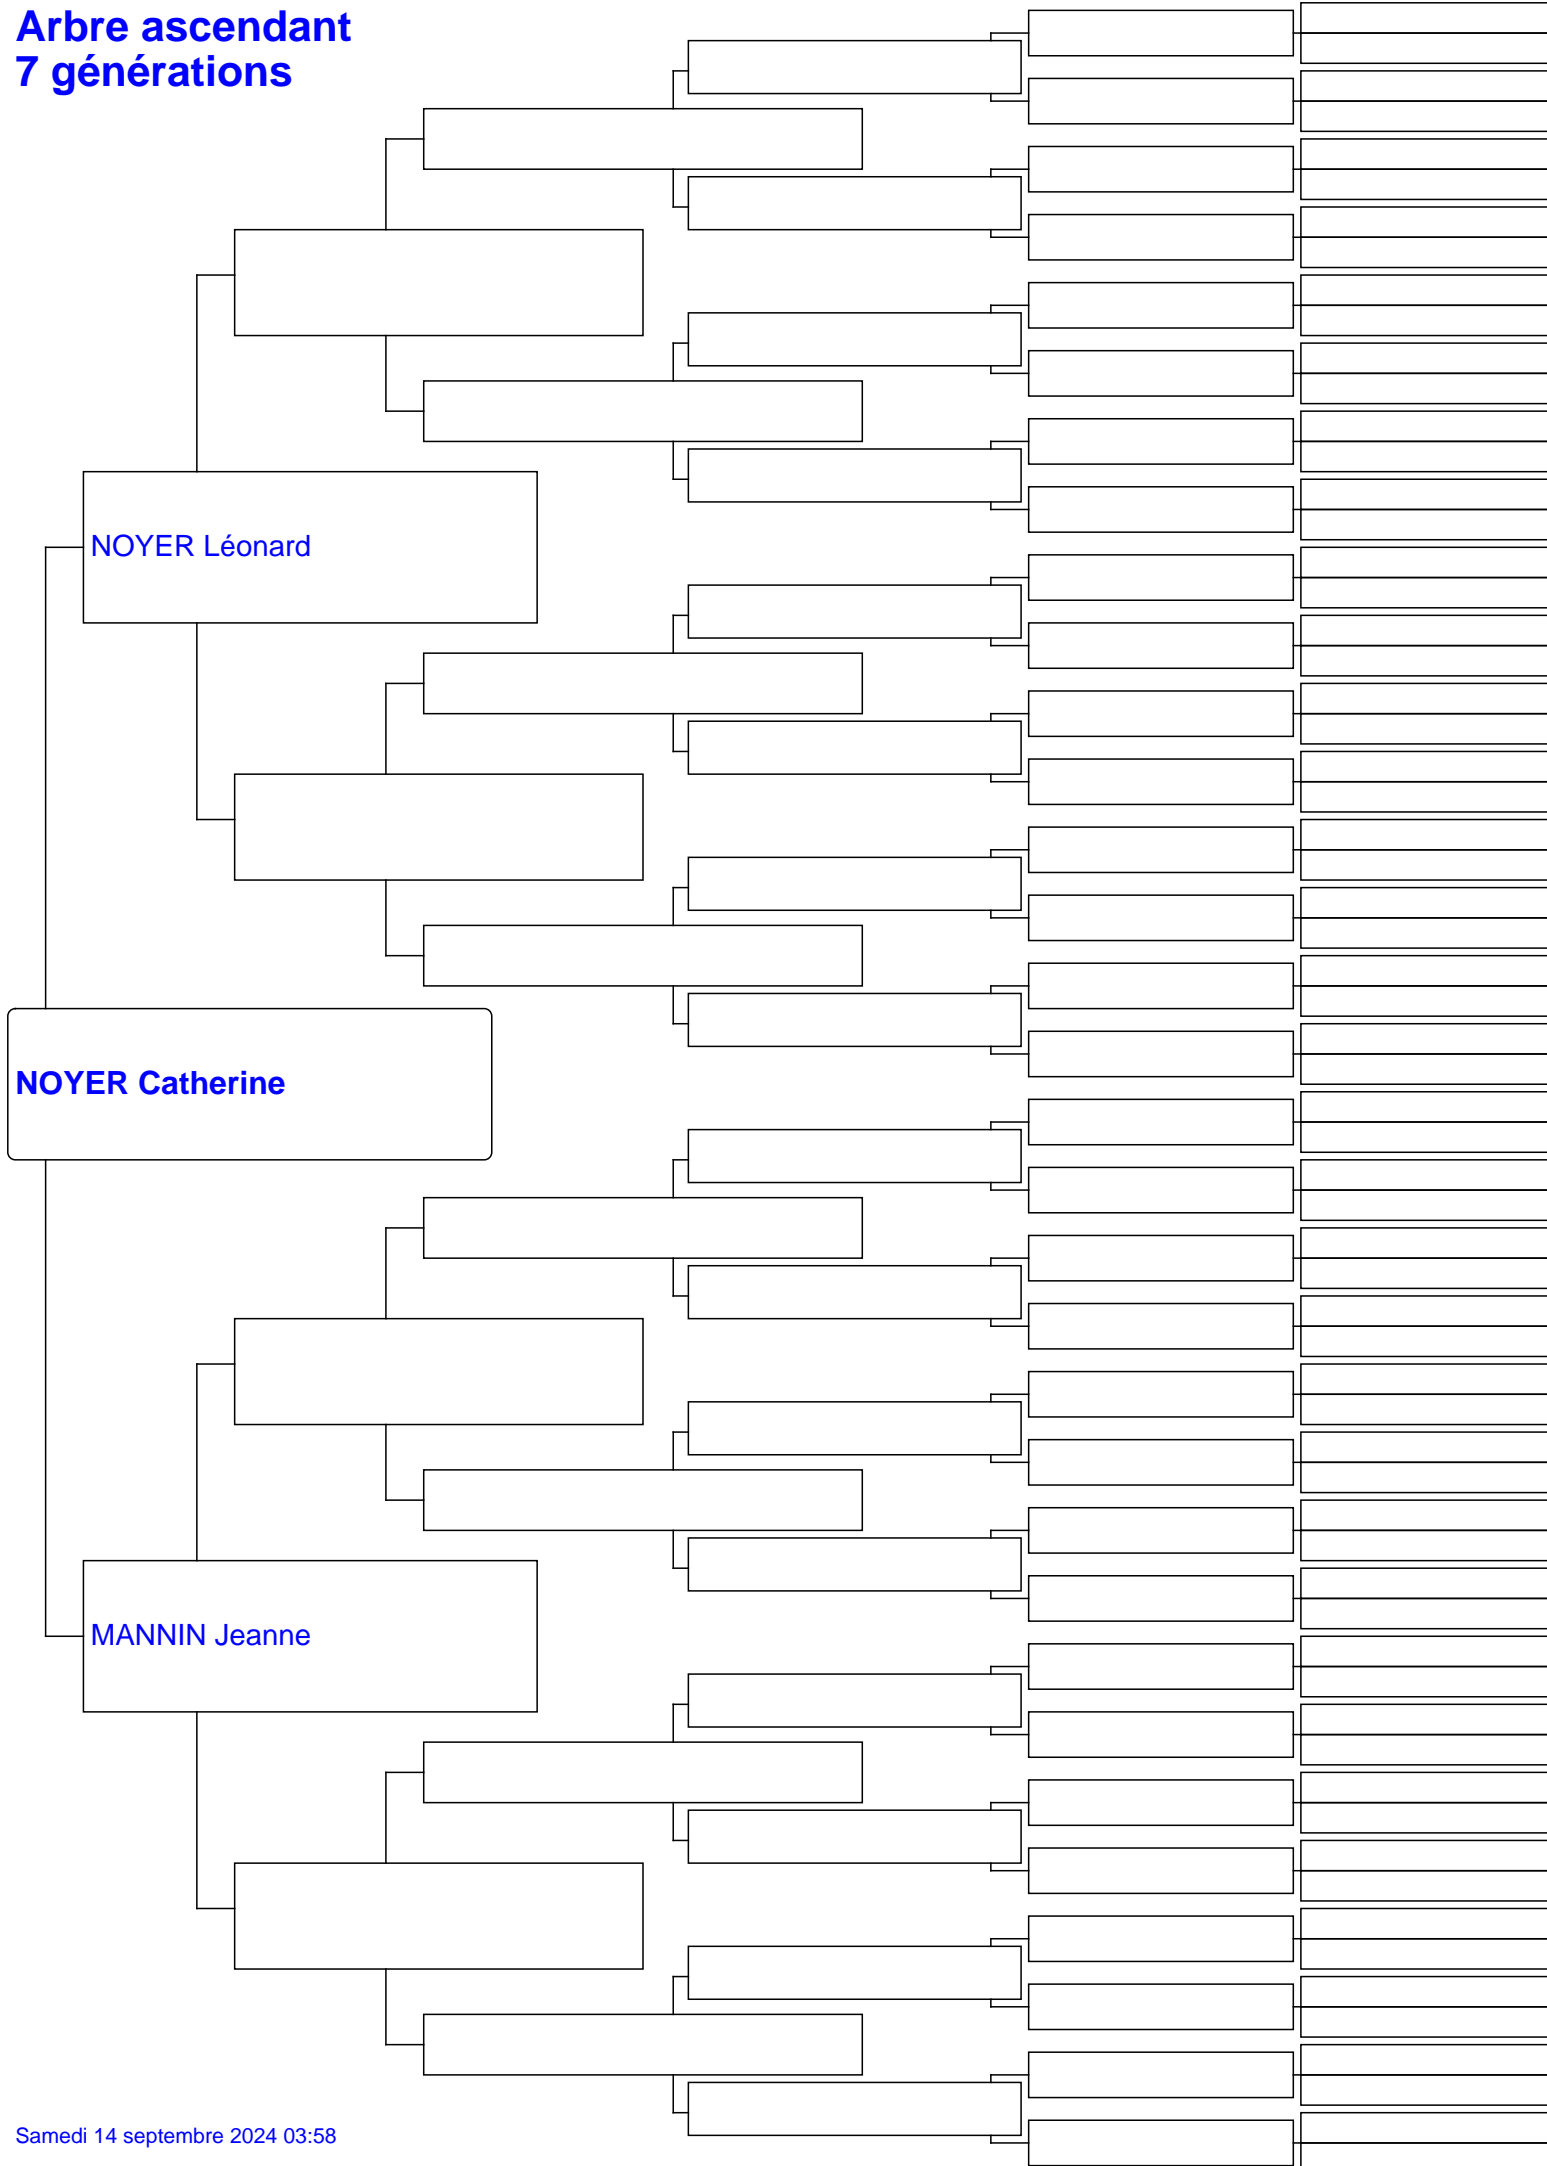 Arbre ascendant
7 générations
NOYER Léonard
NOYER Catherine
MANNIN Jeanne
Samedi 14 septembre 2024 03:58